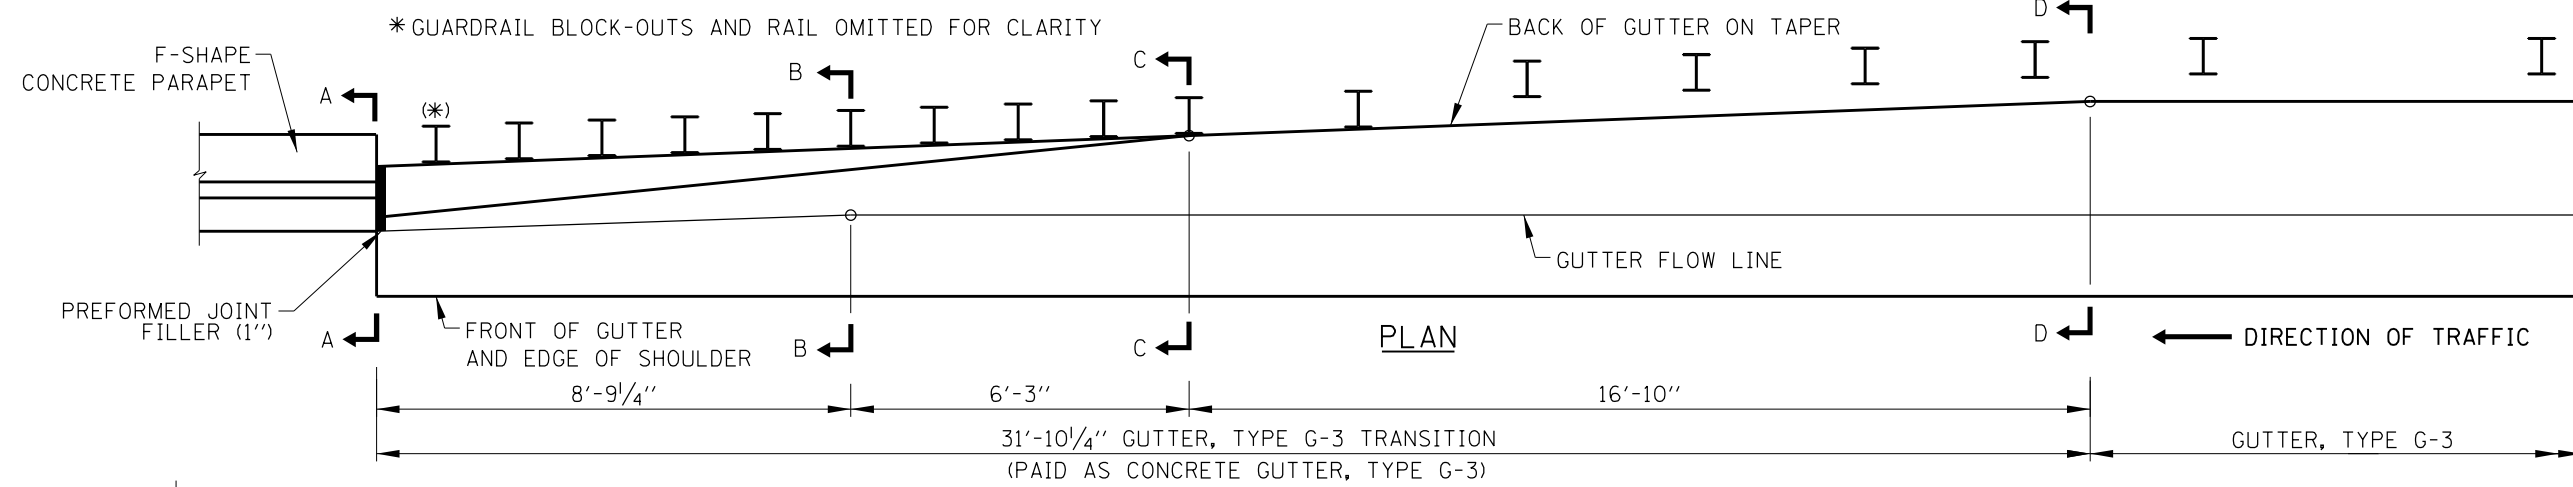 * GUARDRAIL BLOCK-OUTS AND RAIL OMITTED FOR CLARITY
F-SHAPE
CONCRETE PARAPET
BACK OF GUTTER ON TAPER
D
C
B
A
(*)
GUTTER FLOW LINE
PREFORMED JOINT
FILLER (1'')
FRONT OF GUTTER
AND EDGE OF SHOULDER
A
B
C
D
PLAN
DIRECTION OF TRAFFIC
8'-9 1/4''
6'-3''
16'-10''
31'-10 1/4'' GUTTER, TYPE G-3 TRANSITION
(PAID AS CONCRETE GUTTER, TYPE G-3)
GUTTER, TYPE G-3